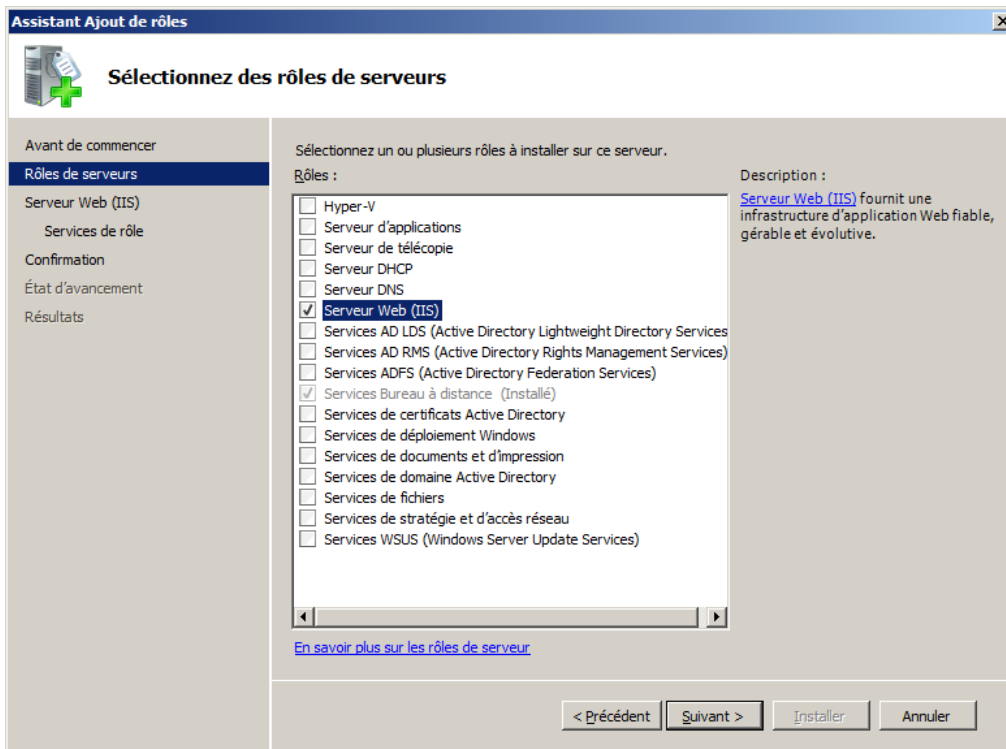 Assistant Ajout de rôles
Sélectionnez des rôles de serveurs
Avant de commencer
Rôles de serveurs
Serveur Web (IIS)
Services de rôle
Confirmation
État d'avancement
Résultats
Sélectionnez un ou plusieurs rôles à installer sur ce serveur.
Rôles :
Hyper-V
Serveur d'applications
Serveur de télécopie
Serveur DHCP
Serveur DNS
Serveur Web (IIS)
Services AD LDS (Active Directory Lightweight Directory Services
Services AD RMS (Active Directory Rights Management Services)
Services ADFS (Active Directory Federation Services)
Services Bureau à distance (Installé)
Services de certificats Active Directory
Services de déploiement Windows
Services de documents et d'impression
Services de domaine Active Directory
Services de fichiers
Services de stratégie et d'accès réseau
Services WSUS (Windows Server Update Services)
En savoir plus sur les rôles de serveur
Description :
Serveur Web (IIS) fournit une
infrastructure d'application Web fiable,
gérable et évolutive.
< Précédent
Suivant >
Installer
Annuler